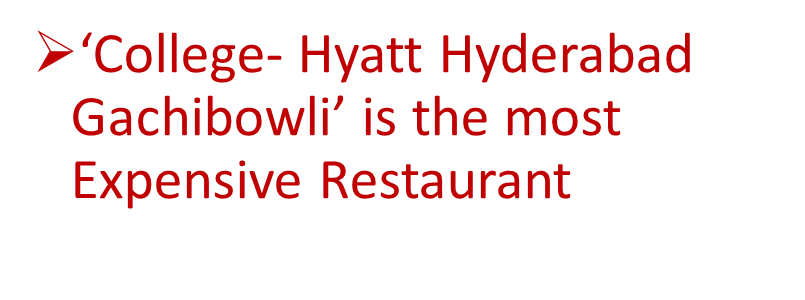 ➢‘College- Hyatt Hyderabad
Gachibowli’ is the most
Expensive Restaurant